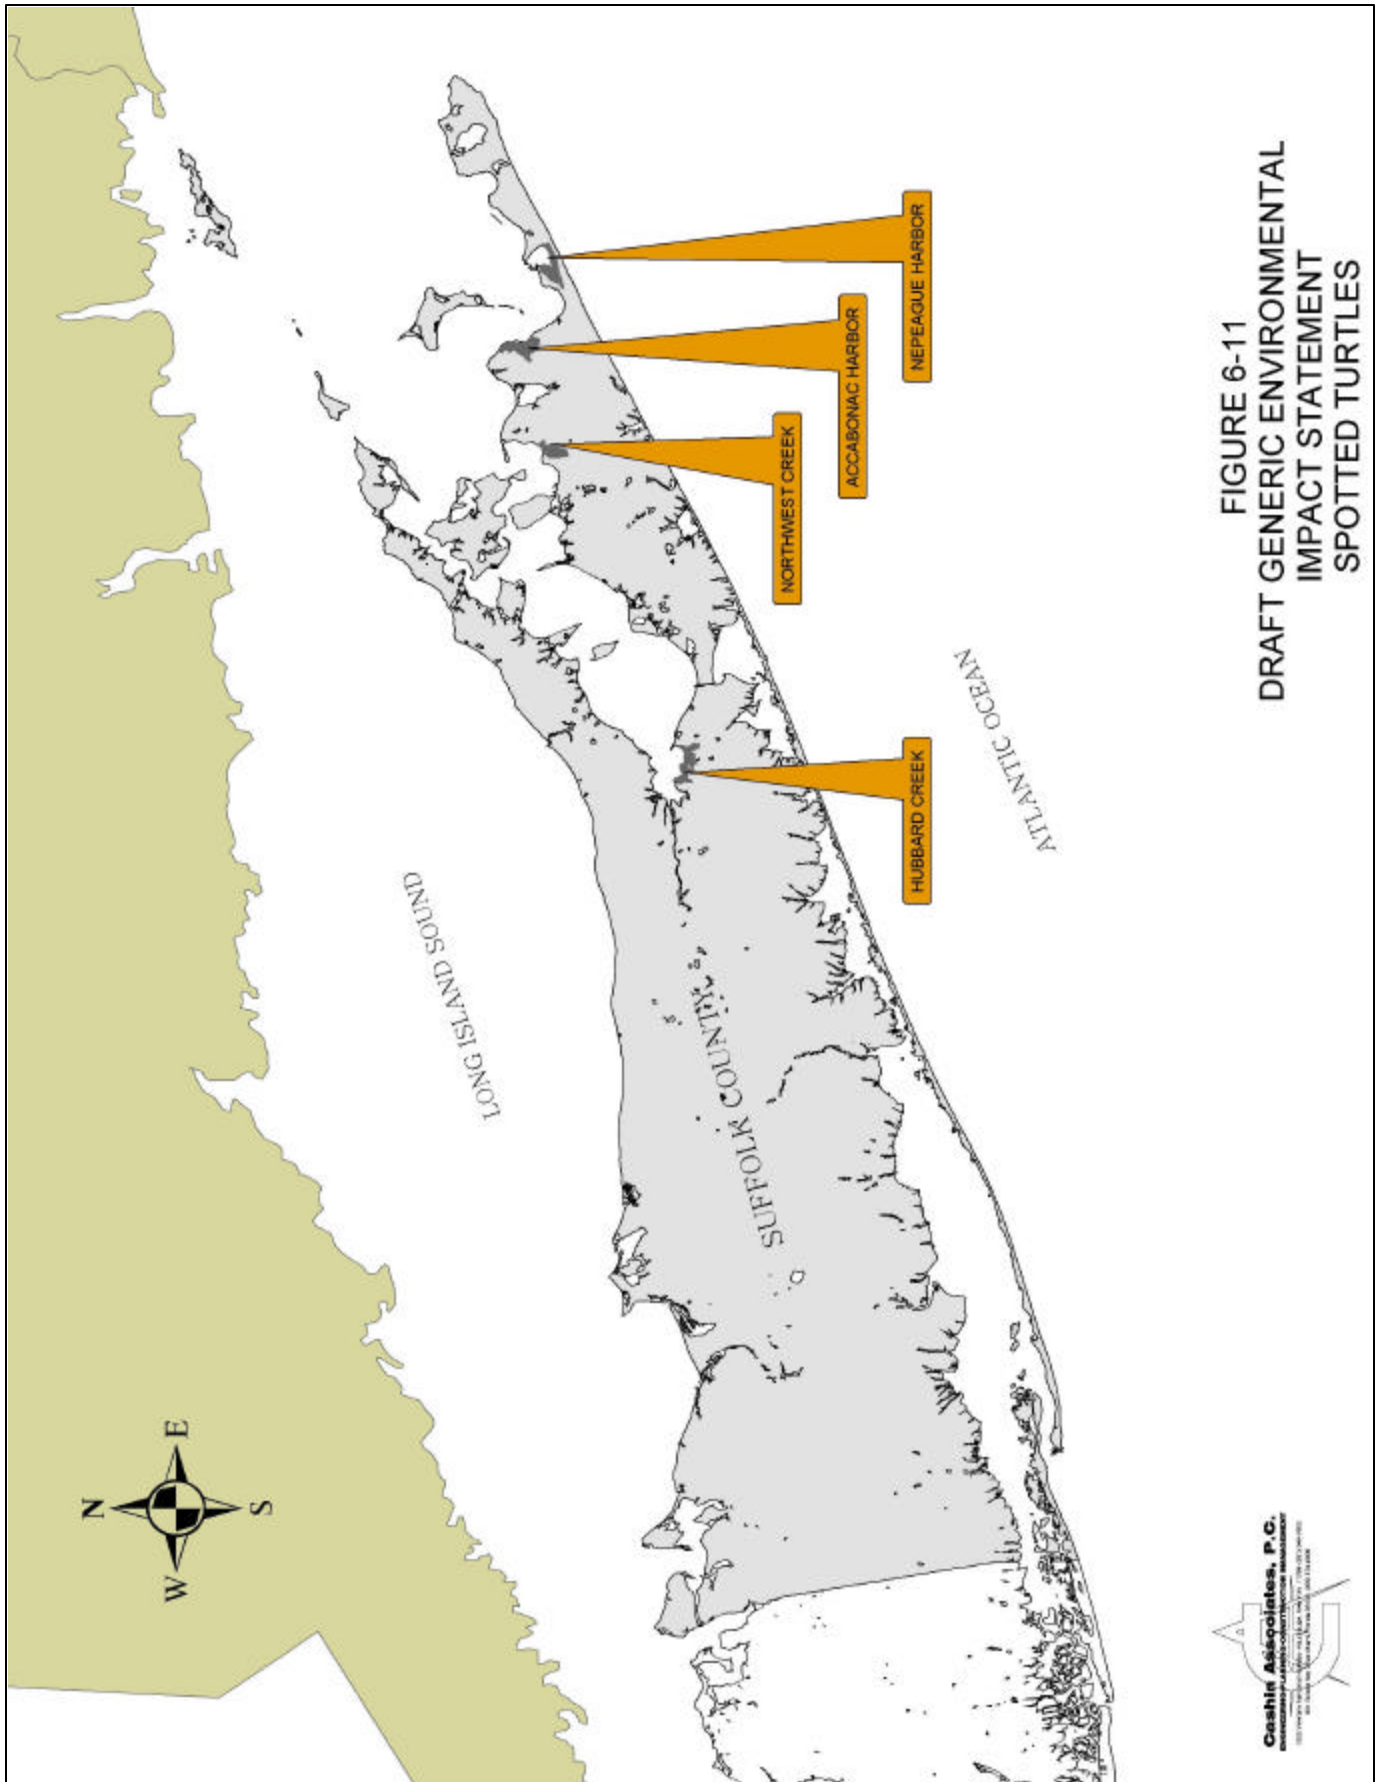 N
W
E
S
LONG ISLAND SOUND
SUFFOLK COUNTY
ATLANTIC OCEAN
HUBBARD CREEK
NORTHWEST CREEK
ACCABONAC HARBOR
NEPEAGUE HARBOR
FIGURE 6-11
DRAFT GENERIC ENVIRONMENTAL
IMPACT STATEMENT
SPOTTED TURTLES
Cashin Associates, P.C.